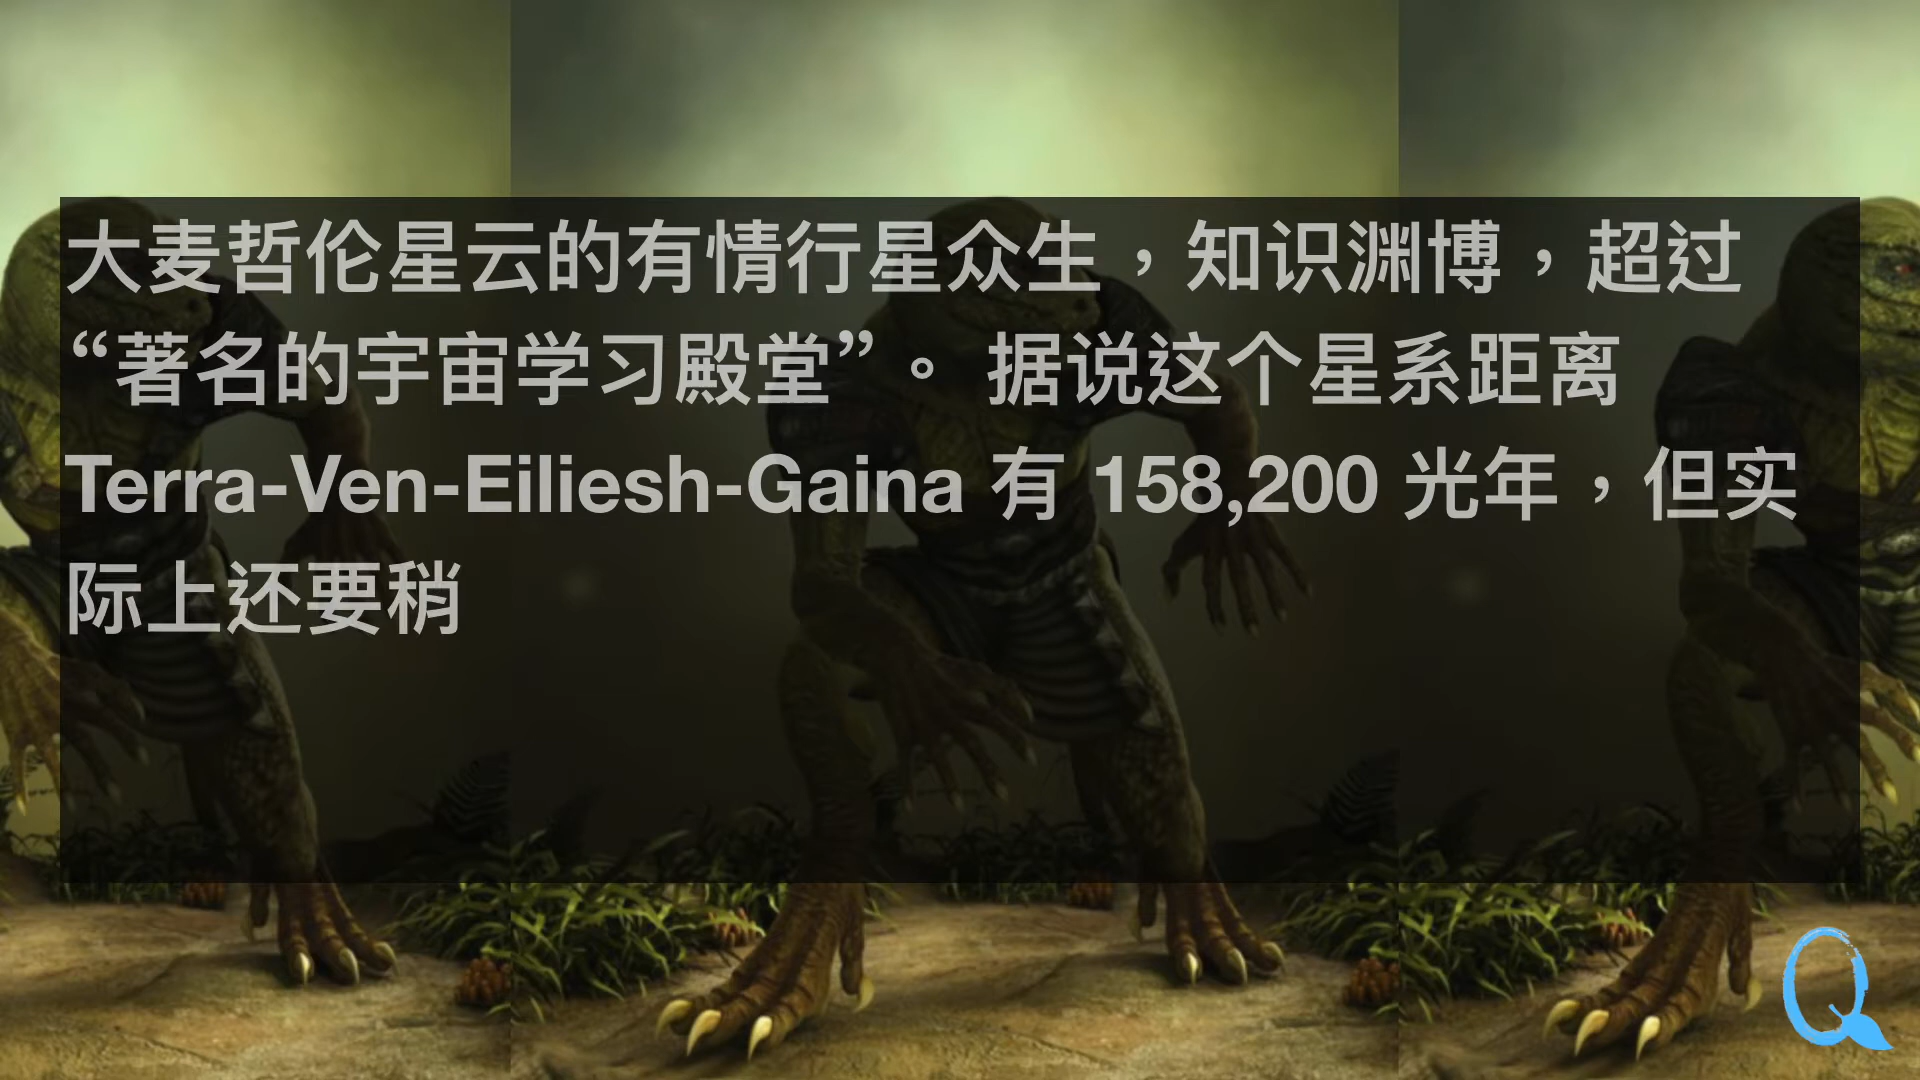 大麦哲伦星云的有情行星众生，知识渊博，超过
“著名的宇宙学习殿堂”。 据说这个星系距离
Terra-Ven-Eiliesh-Gaina 有 158,200 光年，但实
际上还要稍